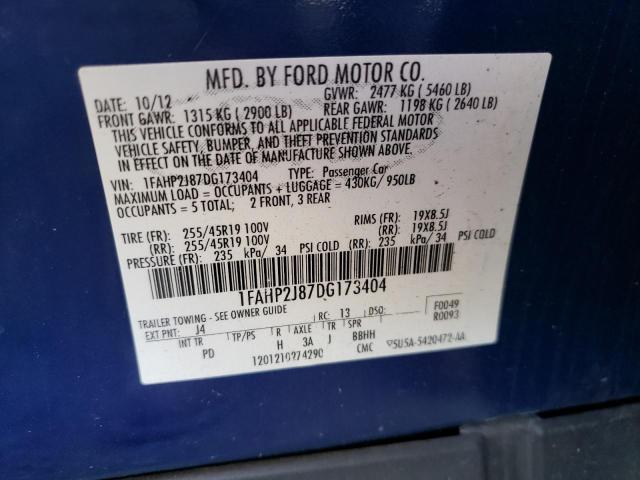 MFD. BY FORD MOTOR CO.
DATE: 10/12 GVWR: 2477 KG ( 5460 LB)
FRONT GAWR: 1315 KG ( 2900 LB) REAR GAWR: 1198 KG ( 2640 LB)
THIS VEHICLE CONFORMS TO ALL APPLICABLE FEDERAL MOTOR
VEHICLE SAFETY, BUMPER, AND THEFT PREVENTION STANDARDS
IN EFFECT ON THE DATE OF MANUFACTURE SHOWN ABOVE.
VIN: 1FAHP2J87DG173404 TYPE: Passenger Car
MAXIMUM LOAD = OCCUPANTS + LUGGAGE = 430KG/ 950LB
OCCUPANTS = 5 TOTAL; 2 FRONT, 3 REAR
TIRE (FR): 255/45R19 100V RIMS (FR): 19X8.5J
(RR): 255/45R19 100V (RR): 19X8.5J
PRESSURE (FR): 235 kPa/ 34 PSI COLD (RR): 235 kPa/ 34 PSI COLD
1FAHP2J87DG173404
TRAILER TOWING - SEE OWNER GUIDE
EXT PNT: J4 RC: 13 DSO: F0049
R0093
INT TR TP/PS R AXLE TR SPR
PD H 3A J BBHH
120121027429C CMC 5U5A-5420472-AA